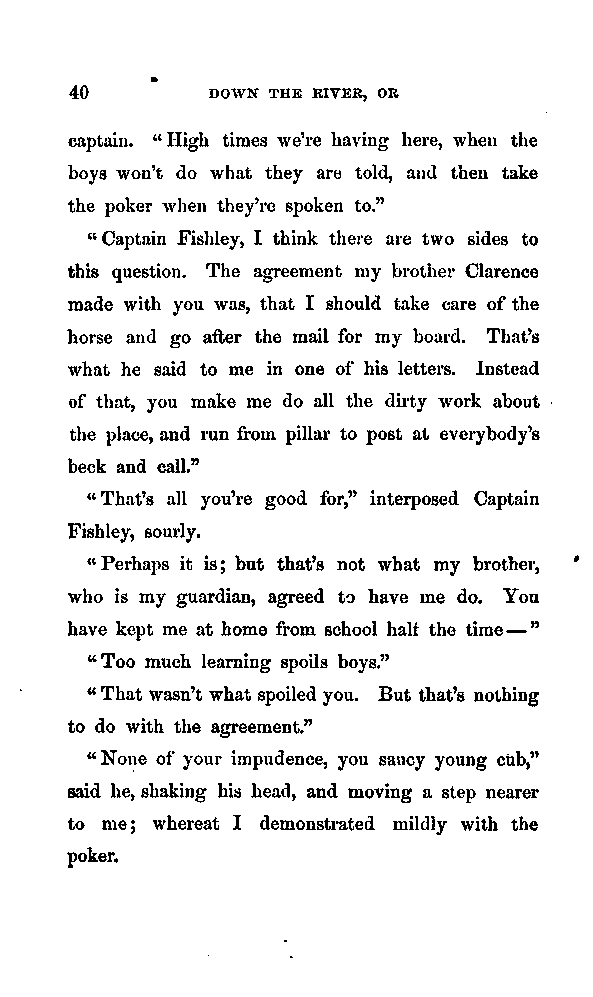 40 DOWN THE RIVER, OR
captain. “High times we’re having here, when the
boys won’t do what they are told, and then take
the poker when they’re spoken to.”
“Captain Fishley, I think there are two sides to
this question. The agreement my brother Clarence
made with you was, that I should take care of the
horse and go after the mail for my board. That’s
what he said to me in one of his letters. Instead
of that, you make me do all the dirty work about
the place, and run from pillar to post at everybody’s
beck and call.”
“That’s all you’re good for,” interposed Captain
Fishley, sourly.
“Perhaps it is; but that’s not what my brother,
who is my guardian, agreed to have me do. You
have kept me at home from school half the time—”
“Too much learning spoils boys.”
“That wasn’t what spoiled you. But that’s nothing
to do with the agreement.”
“None of your impudence, you saucy young cub,”
said he, shaking his head, and moving a step nearer
to me; whereat I demonstrated mildly with the
poker.